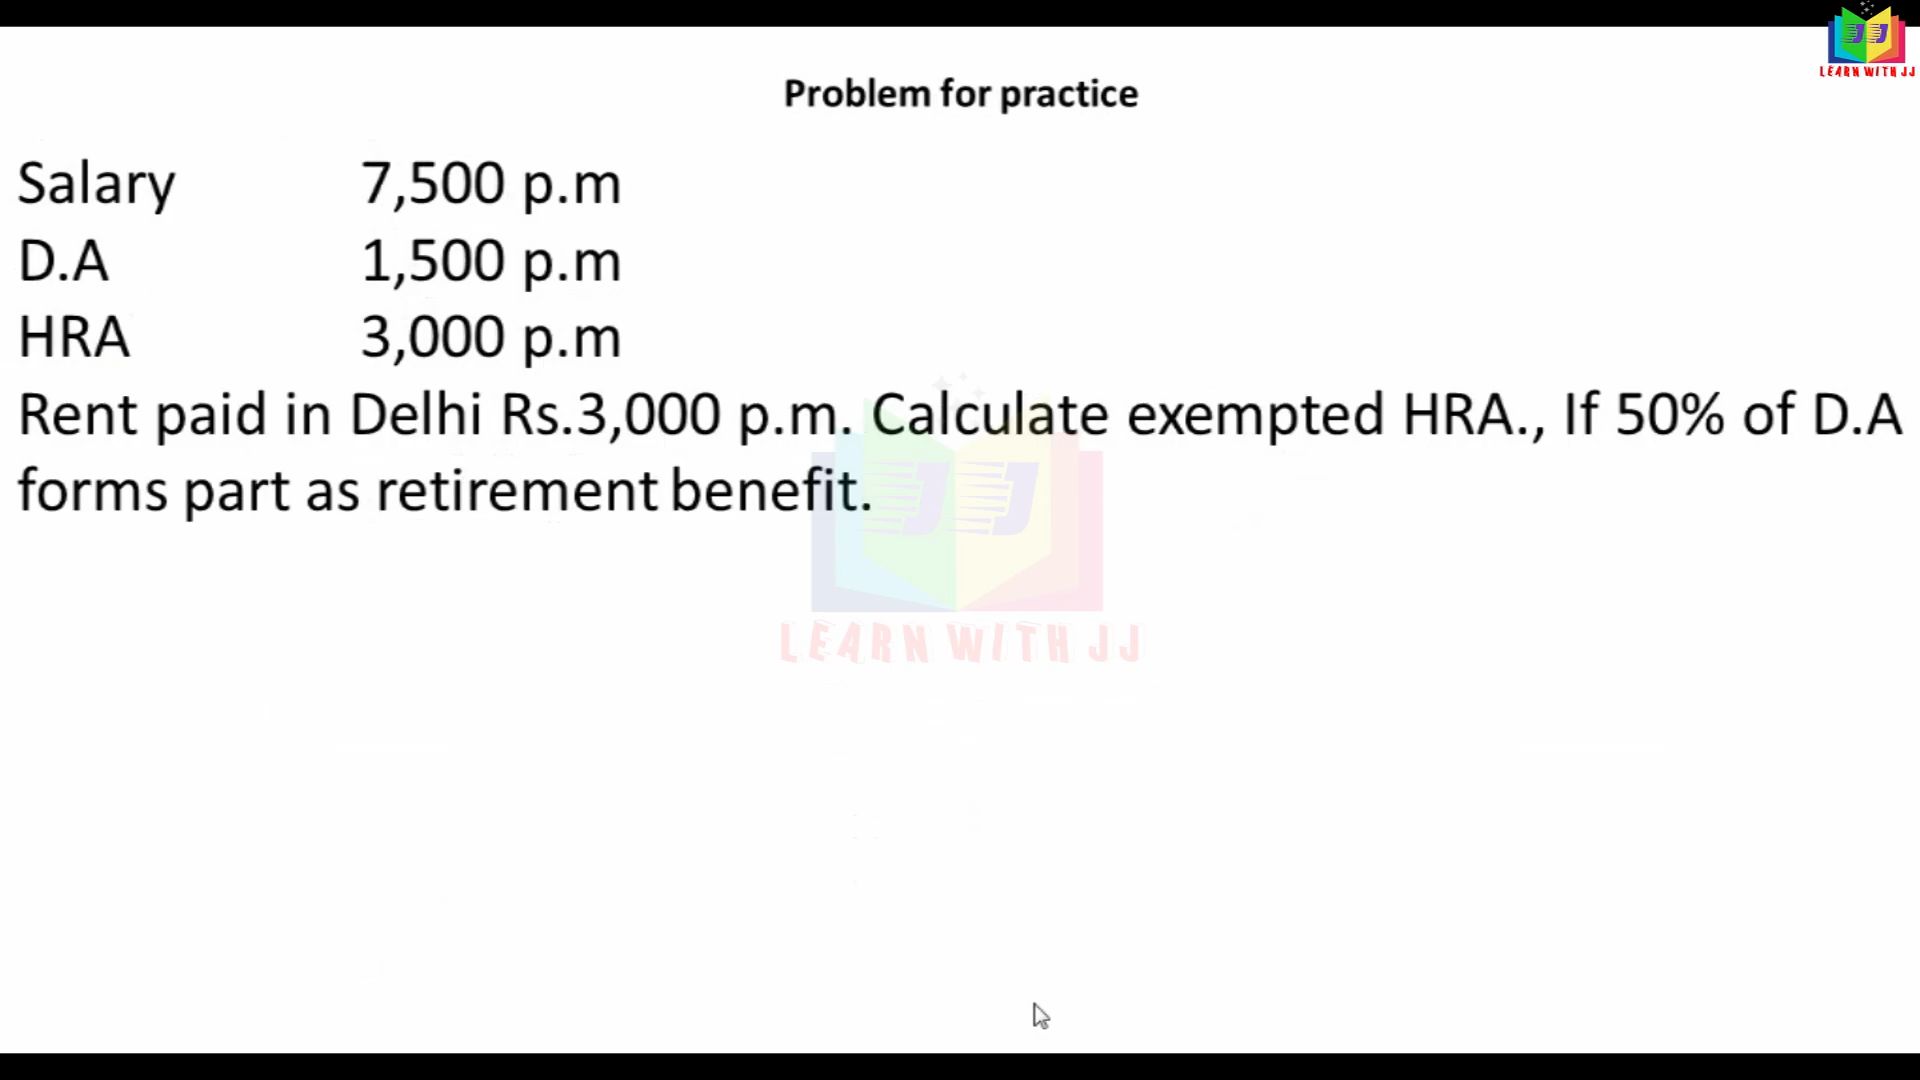 LEARN WITH JJ
Problem for practice
Salary 7,500 p.m
D.A 1,500 p.m
HRA 3,000 p.m
Rent paid in Delhi Rs.3,000 p.m. Calculate exempted HRA., If 50% of D.A
forms part as retirement benefit.
JJ
LEARN WITH JJ